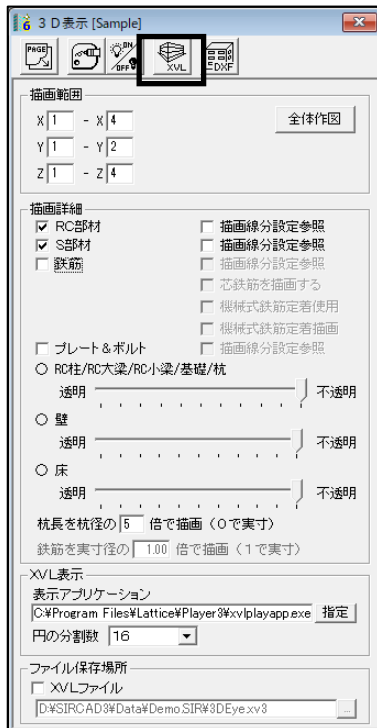 3D表示 [Sample]
PAGE
ON
OFF
XVL
DXF
描画範囲
X 1 - X 4
全体作図
Y 1 - Y 2
Z 1 - Z 4
描画詳細
RC部材 描画線分設定参照
S部材 描画線分設定参照
鉄筋 描画線分設定参照
芯鉄筋を描画する
機械式鉄筋定着使用
機械式鉄筋定着描画
プレート&ボルト 描画線分設定参照
RC柱/RC大梁/RC小梁/基礎/杭
透明 不透明
壁
透明 不透明
床
透明 不透明
杭長を杭径の 5 倍で描画(0で実寸)
鉄筋を実寸径の 1.00 倍で描画(1で実寸)
XVL表示
表示アプリケーション
C:¥Program Files¥Lattice¥Player3¥xvlplayapp.exe 指定
円の分割数 16
ファイル保存場所
XVLファイル
D:¥SIRCAD3¥Data¥Demo.SIR¥3DEye.xv3 ...